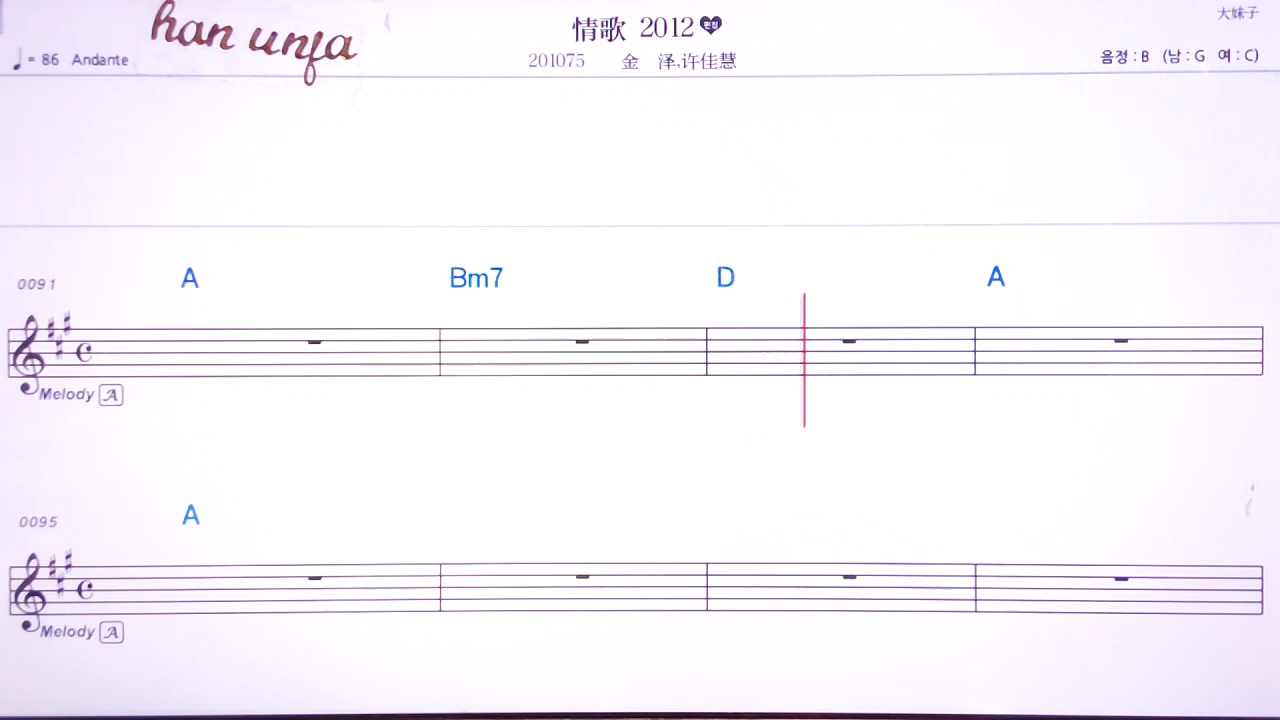 han unfa
情歌 2012
大妹子
♩= 86 Andante
201075 金 泽,许佳慧
음정 : B (남 : G 여 : C)
0091 A Bm7 D A
Melody A
0095 A
Melody A